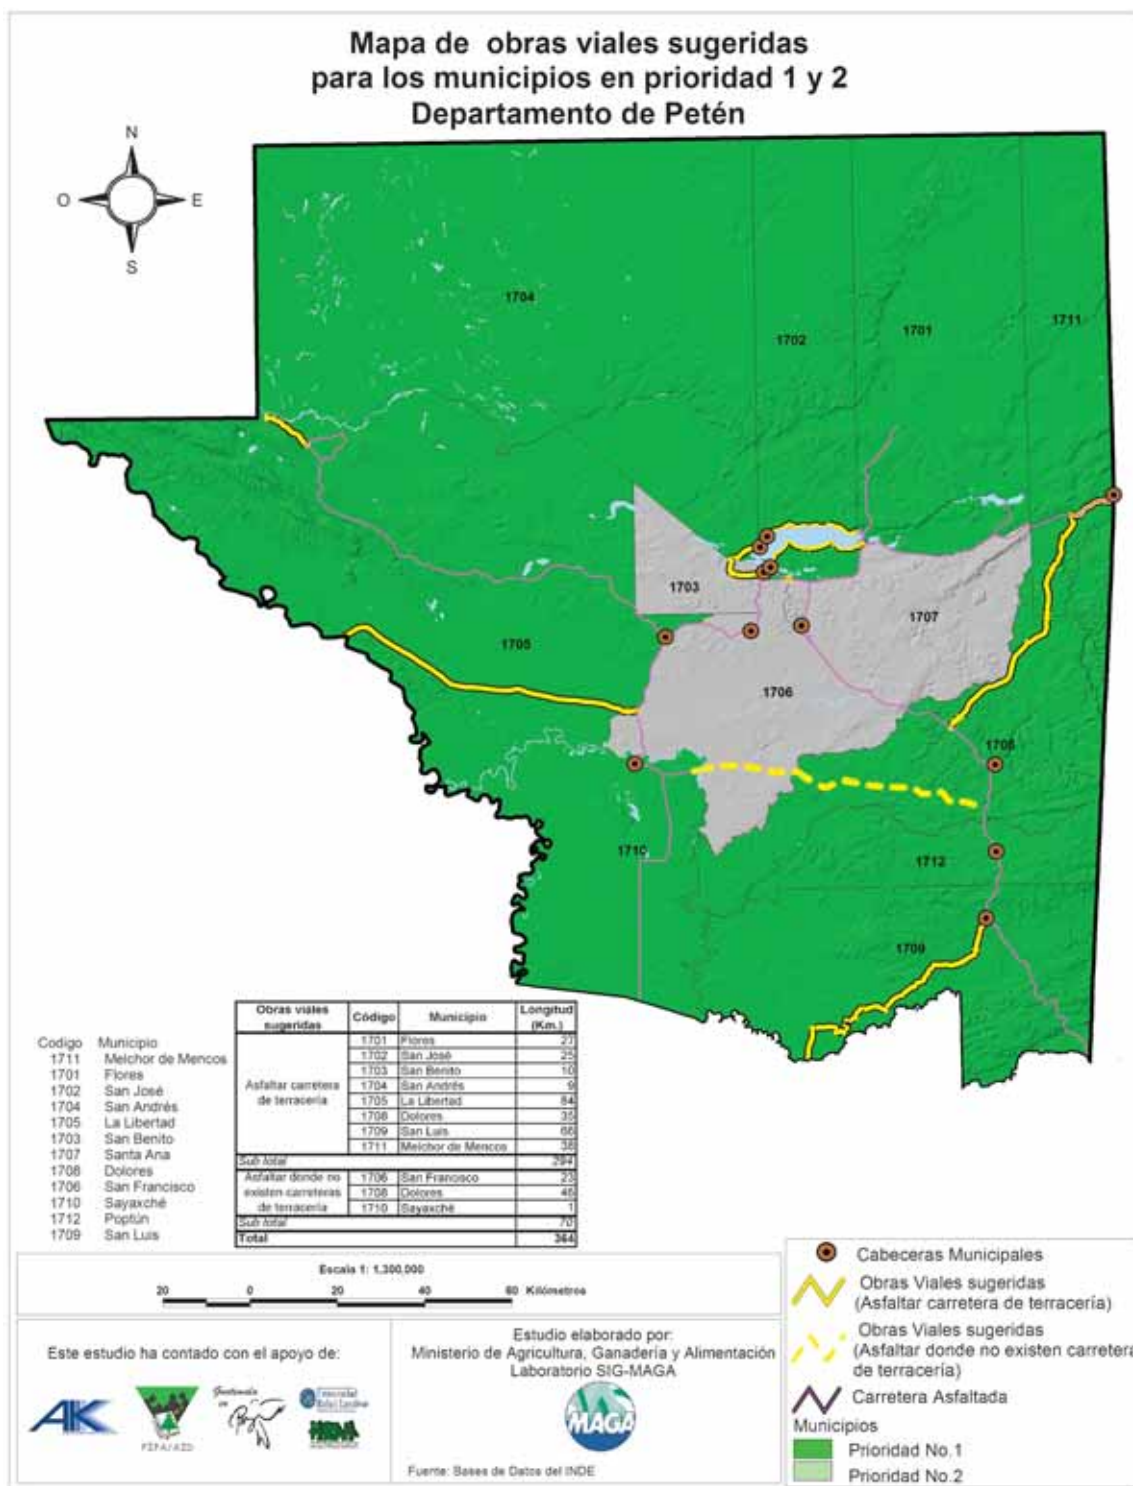 Mapa de obras viales sugeridas
para los municipios en prioridad 1 y 2
Departamento de Petén
N
O
E
S
1704
1702
1701
1711
1703
1707
1705
1706
1708
1710
1712
1709
Codigo Municipio
1711 Melchor de Mencos
1701 Flores
1702 San José
1704 San Andrés
1705 La Libertad
1703 San Benito
1707 Santa Ana
1708 Dolores
1706 San Francisco
1710 Sayaxché
1712 Poptún
1709 San Luis
Obras viales sugeridas Código Municipio Longitud (Km.)
Asfaltar carretera de terracería
1701 Flores 27
1702 San José 25
1703 San Benito 10
1704 San Andrés 9
1705 La Libertad 84
1708 Dolores 35
1709 San Luis 66
1711 Melchor de Mencos 38
Sub total 294
Asfaltar donde no existen carreteras de terracería
1706 San Francisco 23
1708 Dolores 46
1710 Sayaxché 1
Sub total 70
Total 364
Escala 1: 1,300,000
20 0 20 40 60 Kilómetros
Este estudio ha contado con el apoyo de:
AK
PIPA/AID
Guatemala
en
Universidad
Rafael Landívar
Estudio elaborado por:
Ministerio de Agricultura, Ganadería y Alimentación
Laboratorio SIG-MAGA
MAGA
Fuente: Bases de Datos del INDE
Cabeceras Municipales
Obras Viales sugeridas
(Asfaltar carretera de terracería)
Obras Viales sugeridas
(Asfaltar donde no existen carretera
de terracería)
Carretera Asfaltada
Municipios
Prioridad No.1
Prioridad No.2